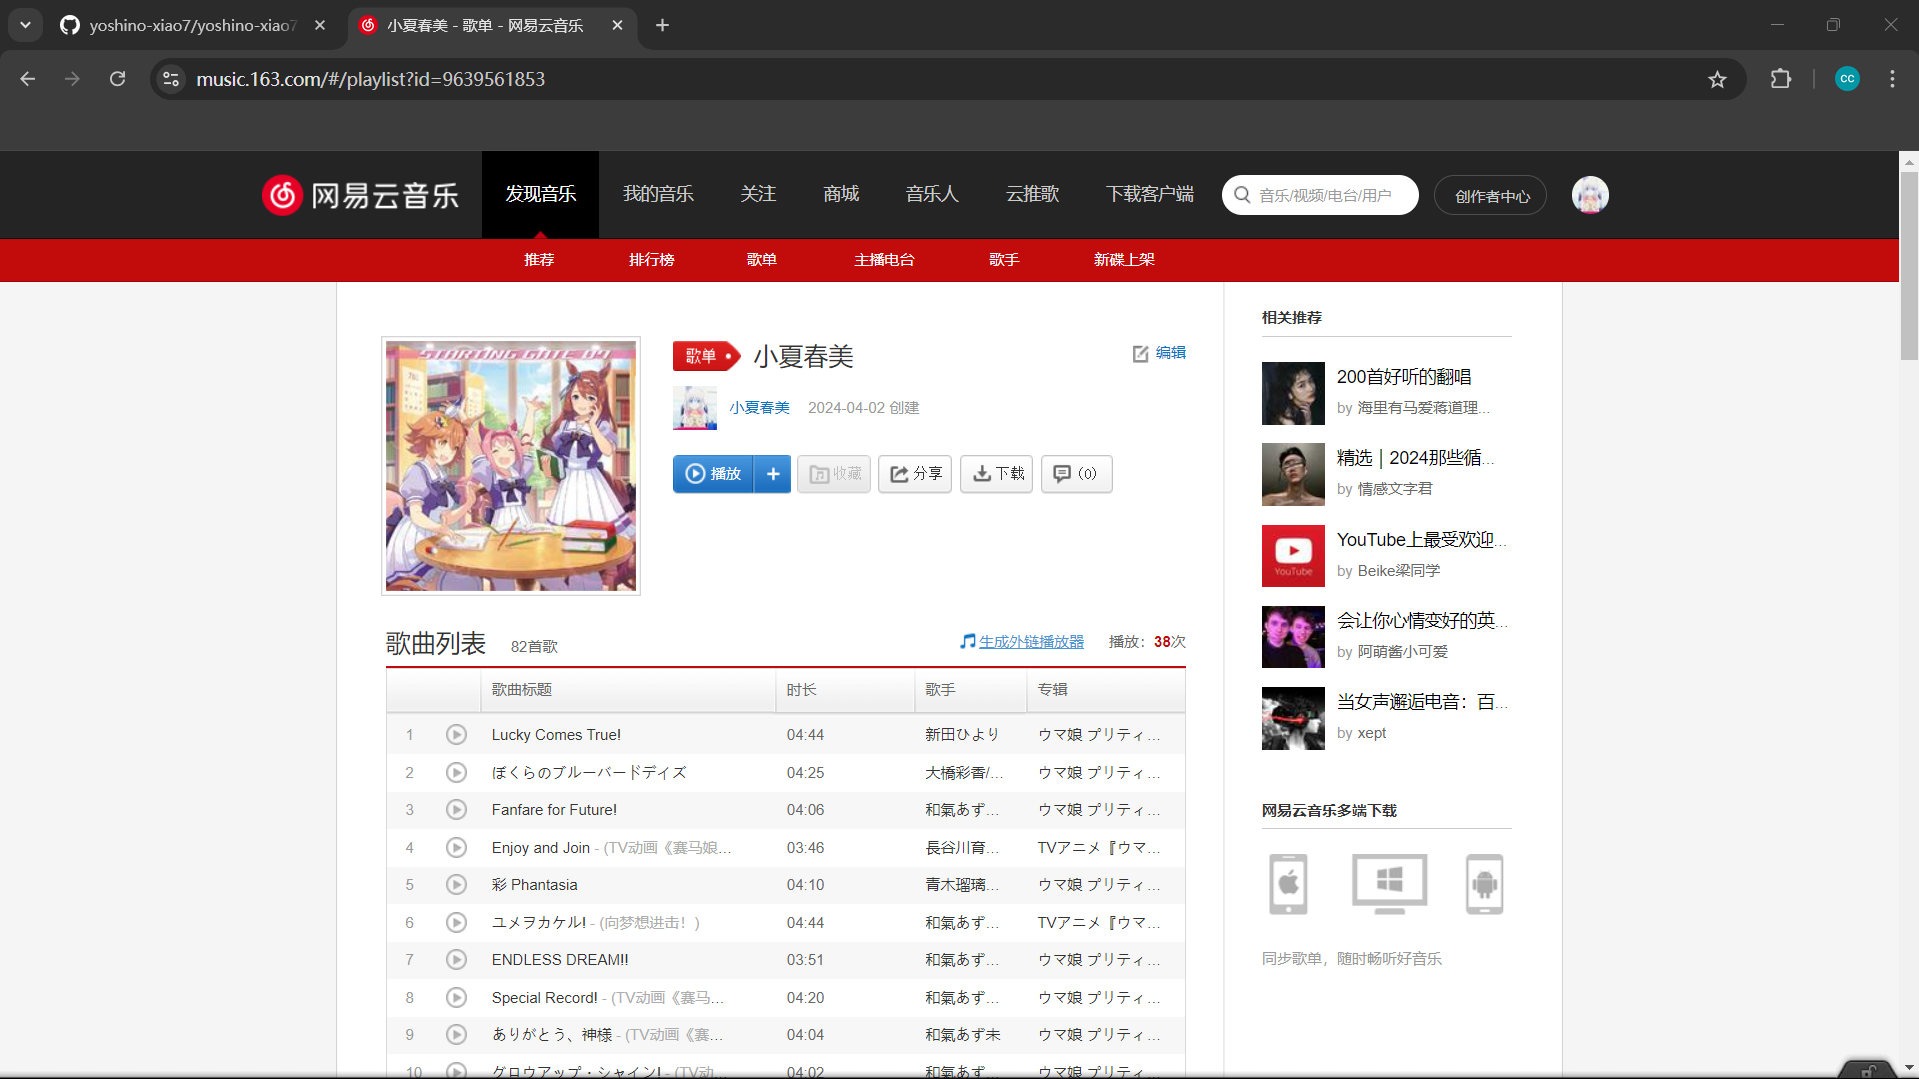 yoshino-xiao7/yoshino-xiao7
小夏春美 - 歌单 - 网易云音乐
music.163.com/#/playlist?id=9639561853
cc
网易云音乐
发现音乐
我的音乐
关注
商城
音乐人
云推歌
下载客户端
音乐/视频/电台/用户
创作者中心
推荐
排行榜
歌单
主播电台
歌手
新碟上架
歌单
小夏春美
编辑
小夏春美
2024-04-02 创建
播放
收藏
分享
下载
(0)
歌曲列表
82首歌
生成外链播放器
播放：38次
歌曲标题
时长
歌手
专辑
1 Lucky Comes True! 04:44 新田ひより ウマ娘 プリティ...
2 ぼくらのブルーバードデイズ 04:25 大橋彩香/... ウマ娘 プリティ...
3 Fanfare for Future! 04:06 和氣あず... ウマ娘 プリティ...
4 Enjoy and Join - (TV动画《赛马娘... 03:46 長谷川育... TVアニメ『ウマ...
5 彩 Phantasia 04:10 青木瑠璃... ウマ娘 プリティ...
6 ユメヲカケル! - (向梦想进击！) 04:44 和氣あず... TVアニメ『ウマ...
7 ENDLESS DREAM!! 03:51 和氣あず... ウマ娘 プリティ...
8 Special Record! - (TV动画《赛马... 04:20 和氣あず... ウマ娘 プリティ...
9 ありがとう、神様 - (TV动画《赛... 04:04 和氣あず未 ウマ娘 プリティ...
10 グロウアップ・シャイン! - (TV动... 04:02 和氣あず... ウマ娘 プリティ...
相关推荐
200首好听的翻唱
by 海里有马爱蒋道理...
精选 | 2024那些循...
by 情感文字君
YouTube
YouTube上最受欢迎...
by Beike梁同学
会让你心情变好的英...
by 阿萌酱小可爱
当女声邂逅电音：百...
by xept
网易云音乐多端下载
同步歌单，随时畅听好音乐